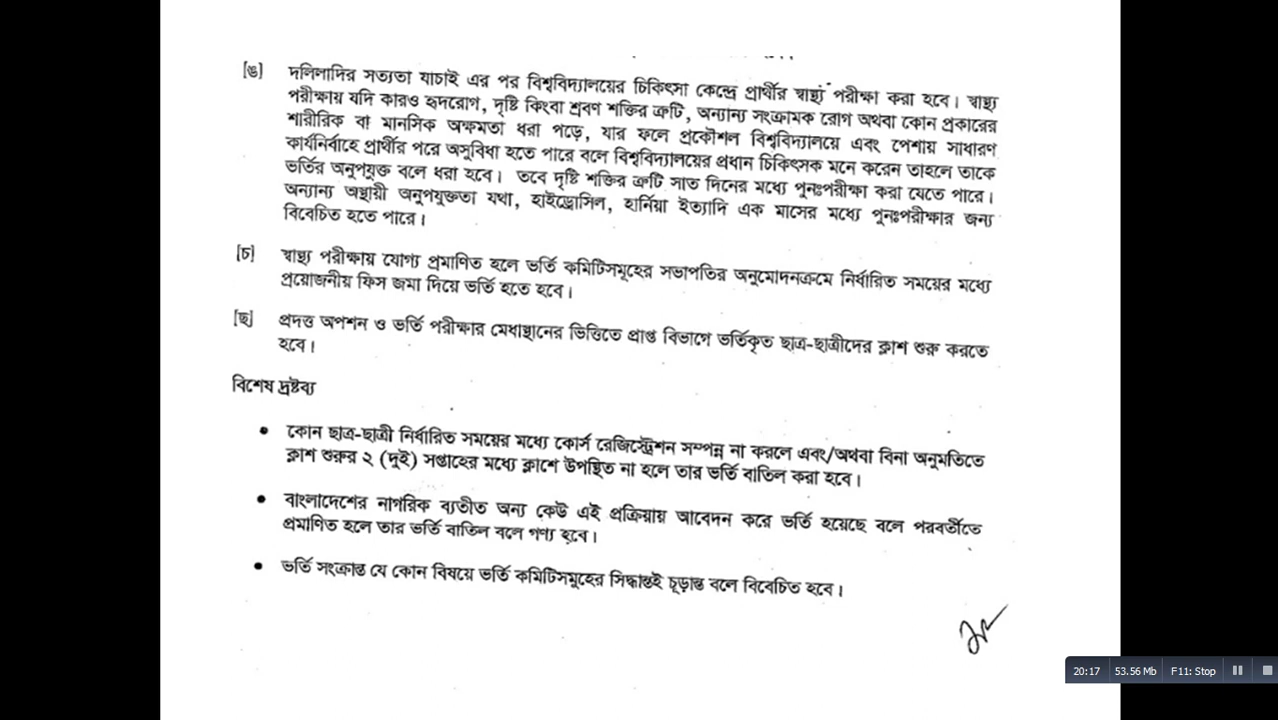 [ঙ] দলিলাদির সত্যতা যাচাই এর পর বিশ্ববিদ্যালয়ের চিকিৎসা কেন্দ্রে প্রার্থীর স্বাস্থ্য পরীক্ষা করা হবে। স্বাস্থ্য
পরীক্ষায় যদি কারও হৃদরোগ, দৃষ্টি কিংবা শ্রবণ শক্তির ত্রুটি, অন্যান্য সংক্রামক রোগ অথবা কোন প্রকারের
শারীরিক বা মানসিক অক্ষমতা ধরা পড়ে, যার ফলে প্রকৌশল বিশ্ববিদ্যালয়ে এবং পেশায় সাধারণ
কার্যনির্বাহে প্রার্থীর পরে অসুবিধা হতে পারে বলে বিশ্ববিদ্যালয়ের প্রধান চিকিৎসক মনে করেন তাহলে তাকে
ভর্তির অনুপযুক্ত বলে ধরা হবে। তবে দৃষ্টি শক্তির ত্রুটি সাত দিনের মধ্যে পুনঃপরীক্ষা করা যেতে পারে।
অন্যান্য অস্থায়ী অনুপযুক্ততা যথা, হাইড্রোসিল, হার্নিয়া ইত্যাদি এক মাসের মধ্যে পুনঃপরীক্ষার জন্য
বিবেচিত হতে পারে।
[চ] স্বাস্থ্য পরীক্ষায় যোগ্য প্রমাণিত হলে ভর্তি কমিটিসমূহের সভাপতির অনুমোদনক্রমে নির্ধারিত সময়ের মধ্যে
প্রয়োজনীয় ফিস জমা দিয়ে ভর্তি হতে হবে।
[ছ] প্রদত্ত অপশন ও ভর্তি পরীক্ষার মেধাস্থানের ভিত্তিতে প্রাপ্ত বিভাগে ভর্তিকৃত ছাত্র-ছাত্রীদের ক্লাশ শুরু করতে
হবে।
বিশেষ দ্রষ্টব্য
• কোন ছাত্র-ছাত্রী নির্ধারিত সময়ের মধ্যে কোর্স রেজিস্ট্রেশন সম্পন্ন না করলে এবং/অথবা বিনা অনুমতিতে
ক্লাশ শুরুর ২ (দুই) সপ্তাহের মধ্যে ক্লাশে উপস্থিত না হলে তার ভর্তি বাতিল করা হবে।
• বাংলাদেশের নাগরিক ব্যতীত অন্য কেউ এই প্রক্রিয়ায় আবেদন করে ভর্তি হয়েছে বলে পরবর্তীতে
প্রমাণিত হলে তার ভর্তি বাতিল বলে গণ্য হবে।
• ভর্তি সংক্রান্ত যে কোন বিষয়ে ভর্তি কমিটিসমুহের সিদ্ধান্তই চূড়ান্ত বলে বিবেচিত হবে।
20:17 53.56 Mb F11: Stop